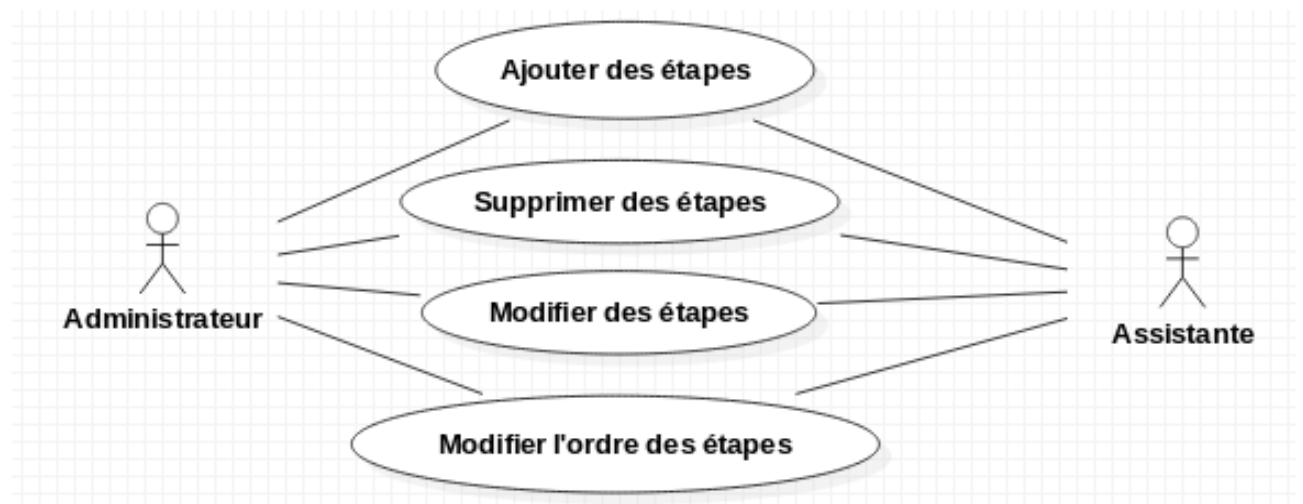 Ajouter des étapes
Supprimer des étapes
Modifier des étapes
Administrateur
Assistante
Modifier l'ordre des étapes